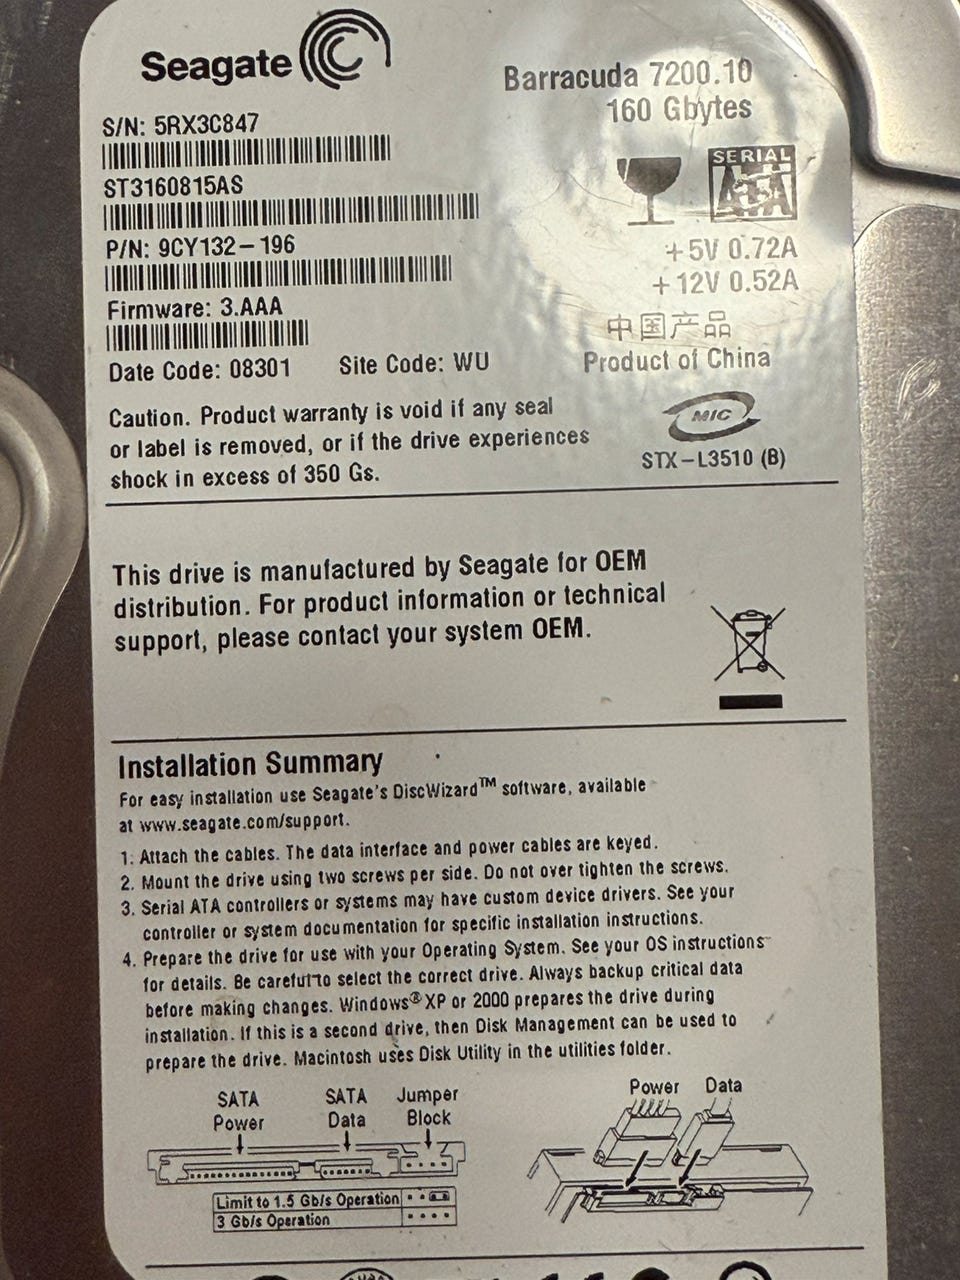 Seagate
Barracuda 7200.10
160 Gbytes
S/N: 5RX3C847
ST3160815AS
P/N: 9CY132-196
Firmware: 3.AAA
Date Code: 08301 Site Code: WU
SERIAL
ATA
+5V 0.72A
+12V 0.52A
中国产品
Product of China
MIC
STX-L3510 (B)
Caution. Product warranty is void if any seal
or label is removed, or if the drive experiences
shock in excess of 350 Gs.
This drive is manufactured by Seagate for OEM
distribution. For product information or technical
support, please contact your system OEM.
Installation Summary
For easy installation use Seagate's DiscWizard™ software, available
at www.seagate.com/support.
1. Attach the cables. The data interface and power cables are keyed.
2. Mount the drive using two screws per side. Do not over tighten the screws.
3. Serial ATA controllers or systems may have custom device drivers. See your
controller or system documentation for specific installation instructions.
4. Prepare the drive for use with your Operating System. See your OS instructions
for details. Be careful to select the correct drive. Always backup critical data
before making changes. Windows® XP or 2000 prepares the drive during
installation. If this is a second drive, then Disk Management can be used to
prepare the drive. Macintosh uses Disk Utility in the utilities folder.
SATA
Power
SATA
Data
Jumper
Block
Limit to 1.5 Gb/s Operation
3 Gb/s Operation
Power Data